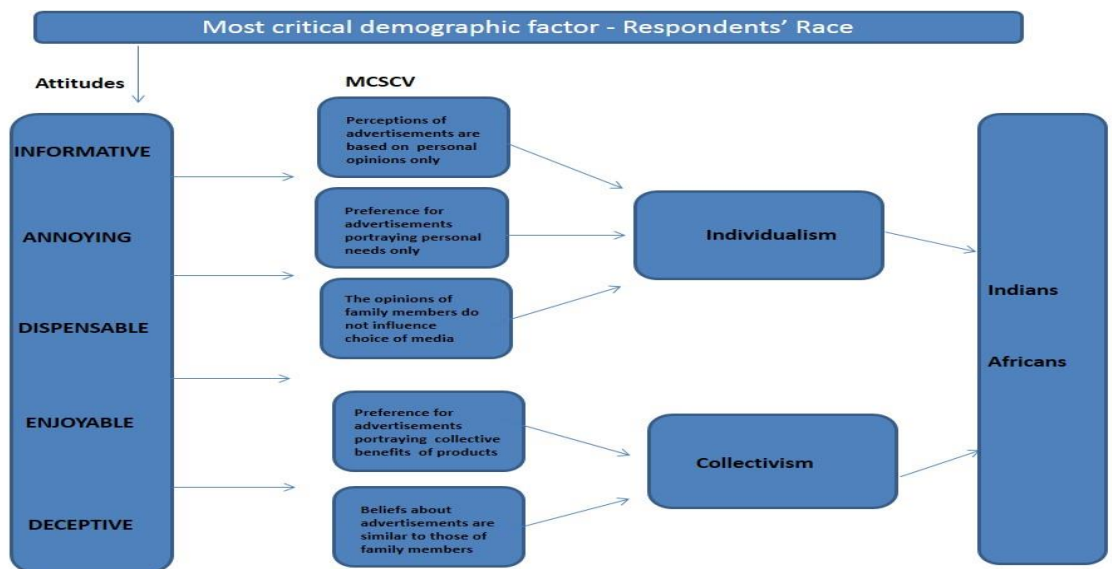 Most critical demographic factor - Respondents' Race
Attitudes
MCSCV
INFORMATIVE
ANNOYING
DISPENSABLE
ENJOYABLE
DECEPTIVE
Perceptions of
advertisements are
based on personal
opinions only
Preference for
advertisements
portraying personal
needs only
The opinions of
family members do
not influence
choice of media
Preference for
advertisements
portraying collective
benefits of products
Beliefs about
advertisements are
similar to those of
family members
Individualism
Collectivism
Indians
Africans